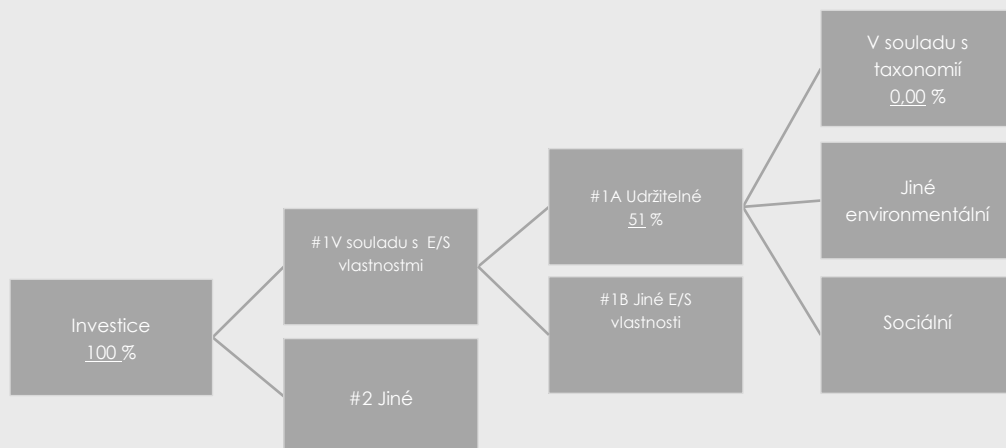 Investice
100 %
#1V souladu s E/S
vlastnostmi
#2 Jiné
#1A Udržitelné
51 %
#1B Jiné E/S
vlastnosti
V souladu s
taxonomií
0,00 %
Jiné
environmentální
Sociální